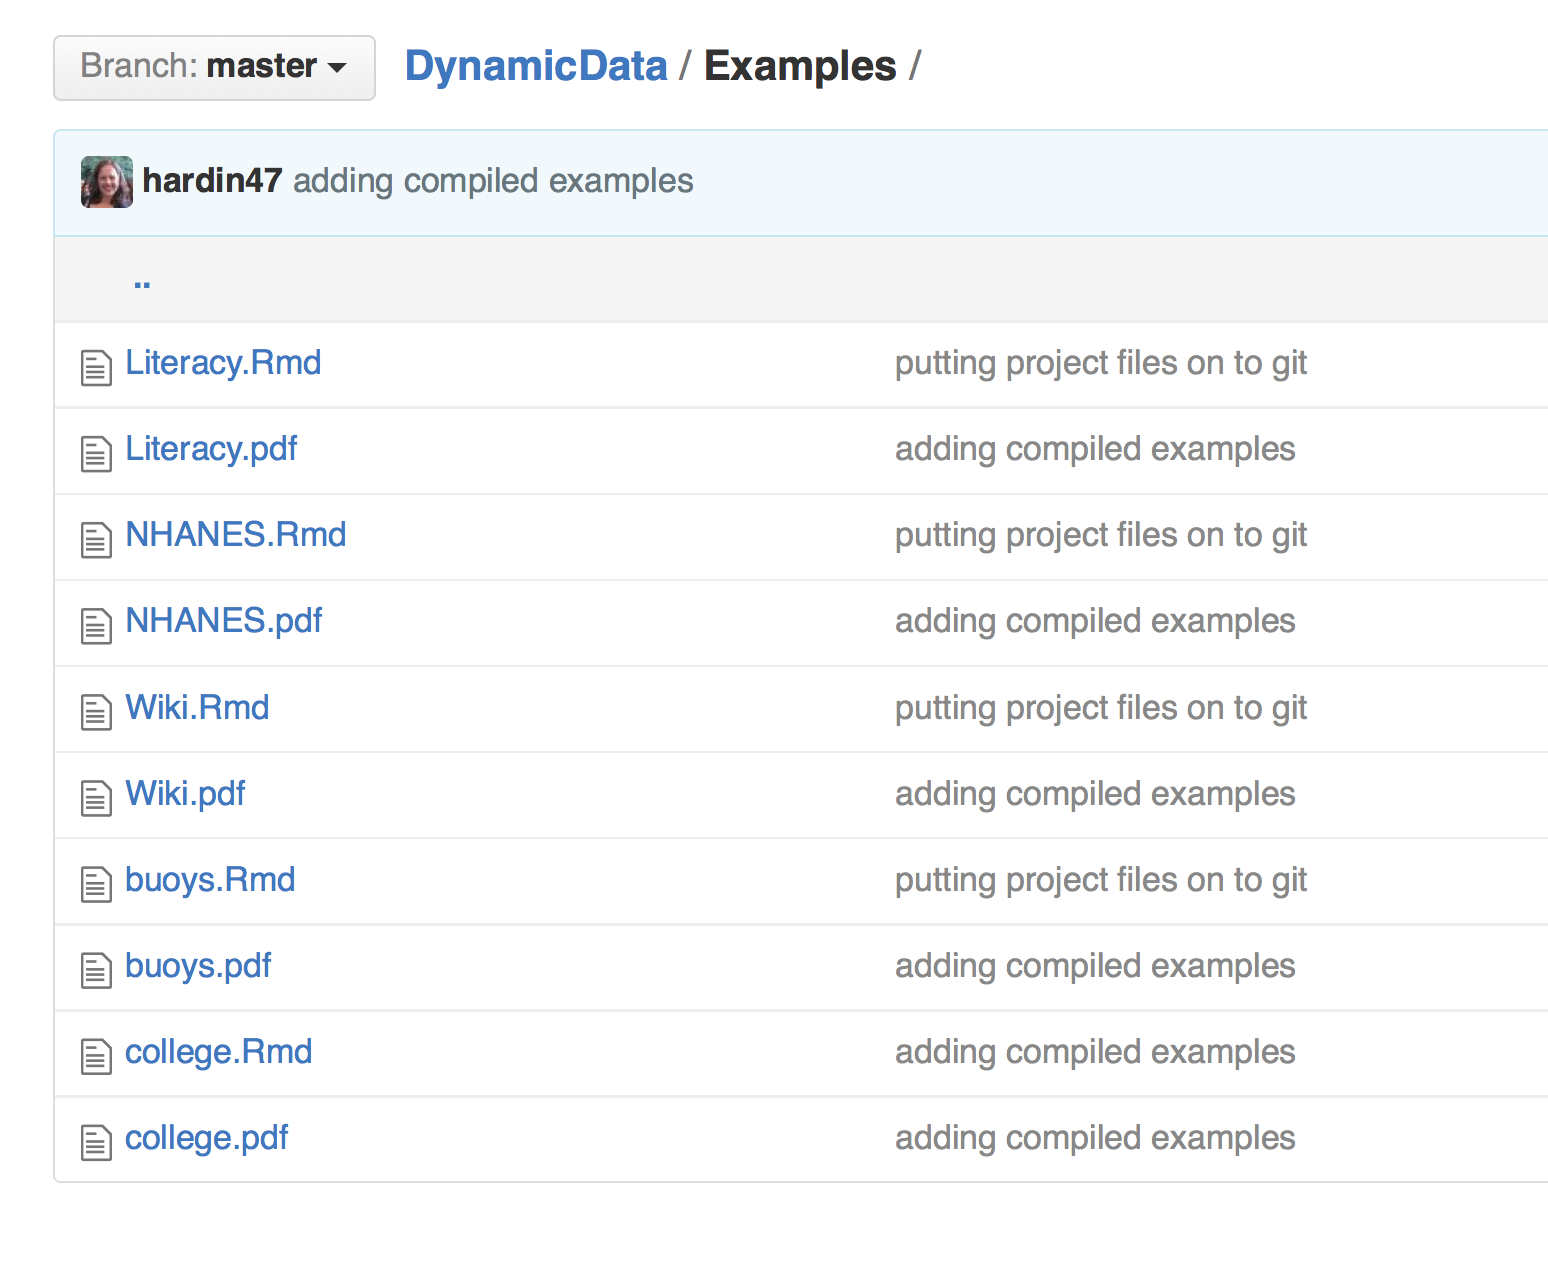 Branch: master DynamicData / Examples /
hardin47 adding compiled examples
..
Literacy.Rmd putting project files on to git
Literacy.pdf adding compiled examples
NHANES.Rmd putting project files on to git
NHANES.pdf adding compiled examples
Wiki.Rmd putting project files on to git
Wiki.pdf adding compiled examples
buoys.Rmd putting project files on to git
buoys.pdf adding compiled examples
college.Rmd adding compiled examples
college.pdf adding compiled examples